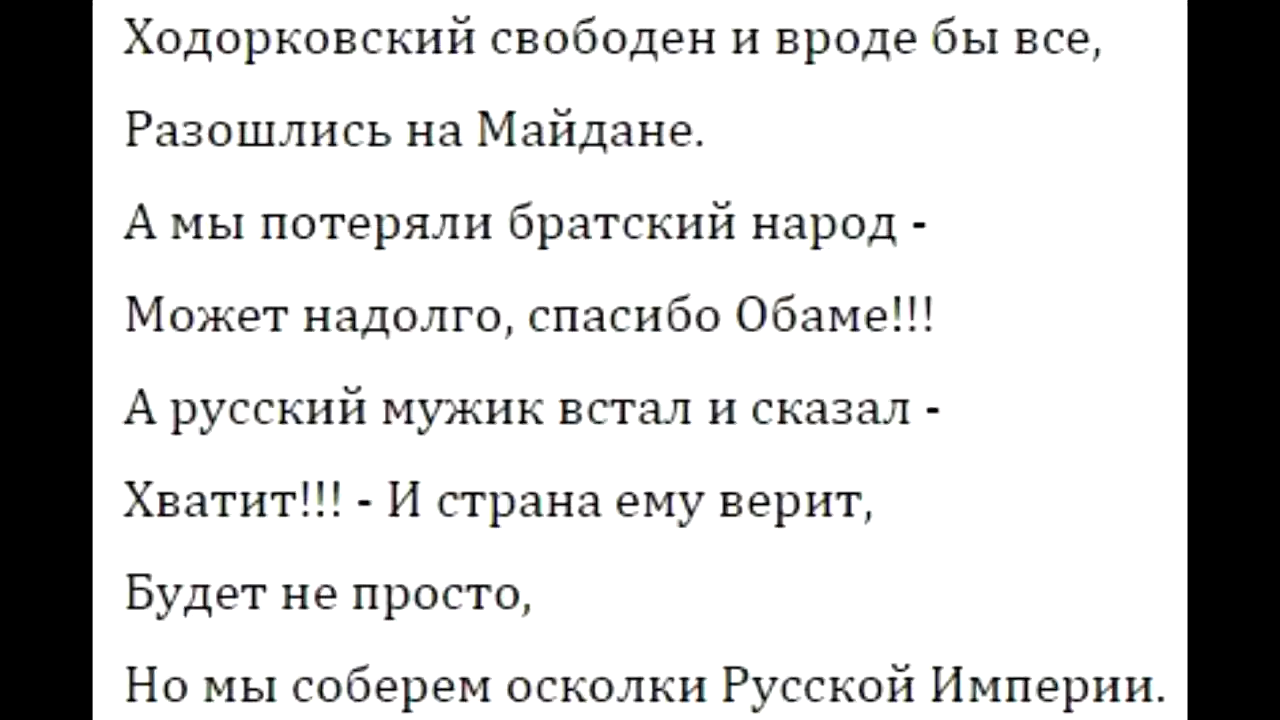 Ходорковский свободен и вроде бы все,
Разошлись на Майдане.
А мы потеряли братский народ -
Может надолго, спасибо Обаме!!!
А русский мужик встал и сказал -
Хватит!!! - И страна ему верит,
Будет не просто,
Но мы соберем осколки Русской Империи.